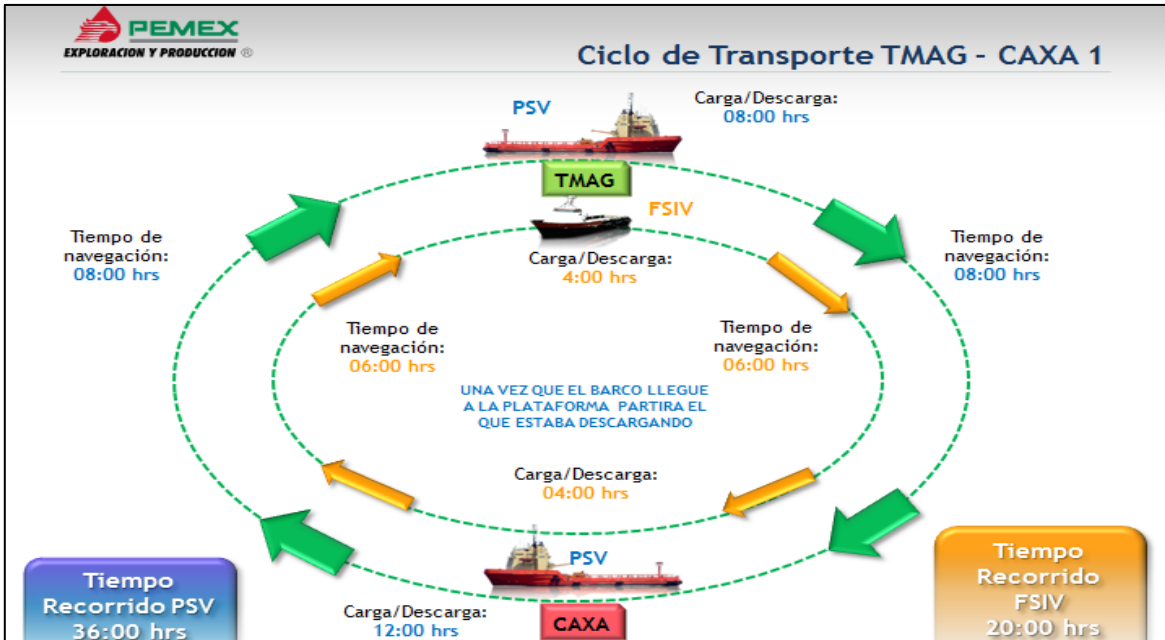 PEMEX
EXPLORACION Y PRODUCCION ®
Ciclo de Transporte TMAG - CAXA 1
PSV
Carga/Descarga:
08:00 hrs
TMAG
FSIV
Tiempo de
navegación:
08:00 hrs
Carga/Descarga:
4:00 hrs
Tiempo de
navegación:
08:00 hrs
Tiempo de
navegación:
06:00 hrs
Tiempo de
navegación:
06:00 hrs
UNA VEZ QUE EL BARCO LLEGUE
A LA PLATAFORMA PARTIRA EL
QUE ESTABA DESCARGANDO
Carga/Descarga:
04:00 hrs
PSV
Tiempo
Recorrido PSV
36:00 hrs
Carga/Descarga:
12:00 hrs
CAXA
Tiempo
Recorrido
FSIV
20:00 hrs